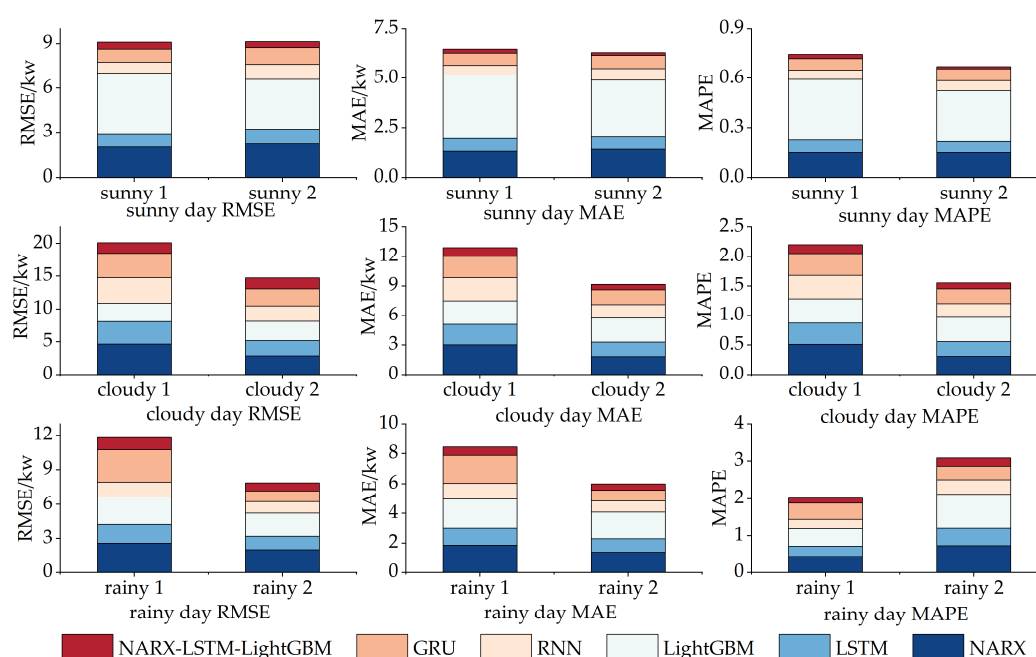 RMSE/kw
9
6
3
0
sunny 1
sunny 2
sunny day RMSE
MAE/kw
7.5
5.0
2.5
0.0
sunny 1
sunny 2
sunny day MAE
MAPE
0.9
0.6
0.3
0.0
sunny 1
sunny 2
sunny day MAPE
RMSE/kw
20
15
10
5
0
cloudy 1
cloudy 2
cloudy day RMSE
MAE/kw
15
12
9
6
3
0
cloudy 1
cloudy 2
cloudy day MAE
MAPE
2.5
2.0
1.5
1.0
0.5
0.0
cloudy 1
cloudy 2
cloudy day MAPE
RMSE/kw
12
9
6
3
0
rainy 1
rainy 2
rainy day RMSE
MAE/kw
10
8
6
4
2
0
rainy 1
rainy 2
rainy day MAE
MAPE
4
3
2
1
0
rainy 1
rainy 2
rainy day MAPE
NARX-LSTM-LightGBM GRU RNN LightGBM LSTM NARX